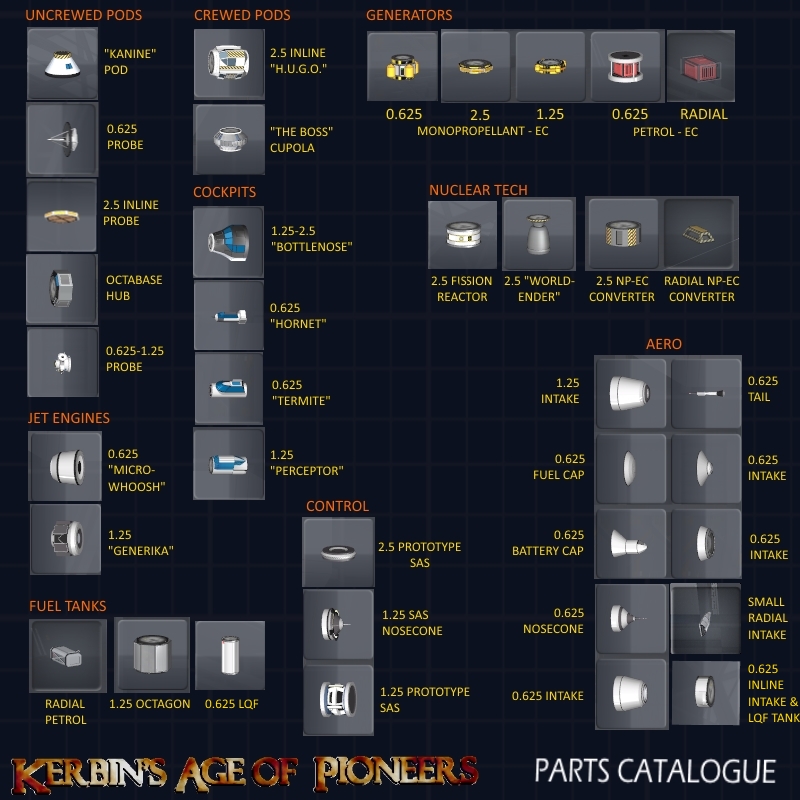 UNCREWED PODS
"KANINE"
POD
0.625
PROBE
2.5 INLINE
PROBE
OCTABASE
HUB
0.625-1.25
PROBE
CREWED PODS
2.5 INLINE
"H.U.G.O."
"THE BOSS"
CUPOLA
COCKPITS
1.25-2.5
"BOTTLENOSE"
0.625
"HORNET"
0.625
"TERMITE"
1.25
"PERCEPTOR"
GENERATORS
0.625
2.5
1.25
MONOPROPELLANT - EC
0.625
RADIAL
PETROL - EC
NUCLEAR TECH
2.5 FISSION
REACTOR
2.5 "WORLD-
ENDER"
2.5 NP-EC
CONVERTER
RADIAL NP-EC
CONVERTER
JET ENGINES
0.625
"MICRO-
WHOOSH"
1.25
"GENERIKA"
FUEL TANKS
RADIAL
PETROL
1.25 OCTAGON
0.625 LQF
CONTROL
2.5 PROTOTYPE
SAS
1.25 SAS
NOSECONE
1.25 PROTOTYPE
SAS
AERO
1.25
INTAKE
0.625
TAIL
0.625
FUEL CAP
0.625
INTAKE
0.625
BATTERY CAP
0.625
INTAKE
0.625
NOSECONE
SMALL
RADIAL
INTAKE
0.625 INTAKE
0.625
INLINE
INTAKE &
LQF TANK
KERBIN'S AGE OF PIONEERS
PARTS CATALOGUE